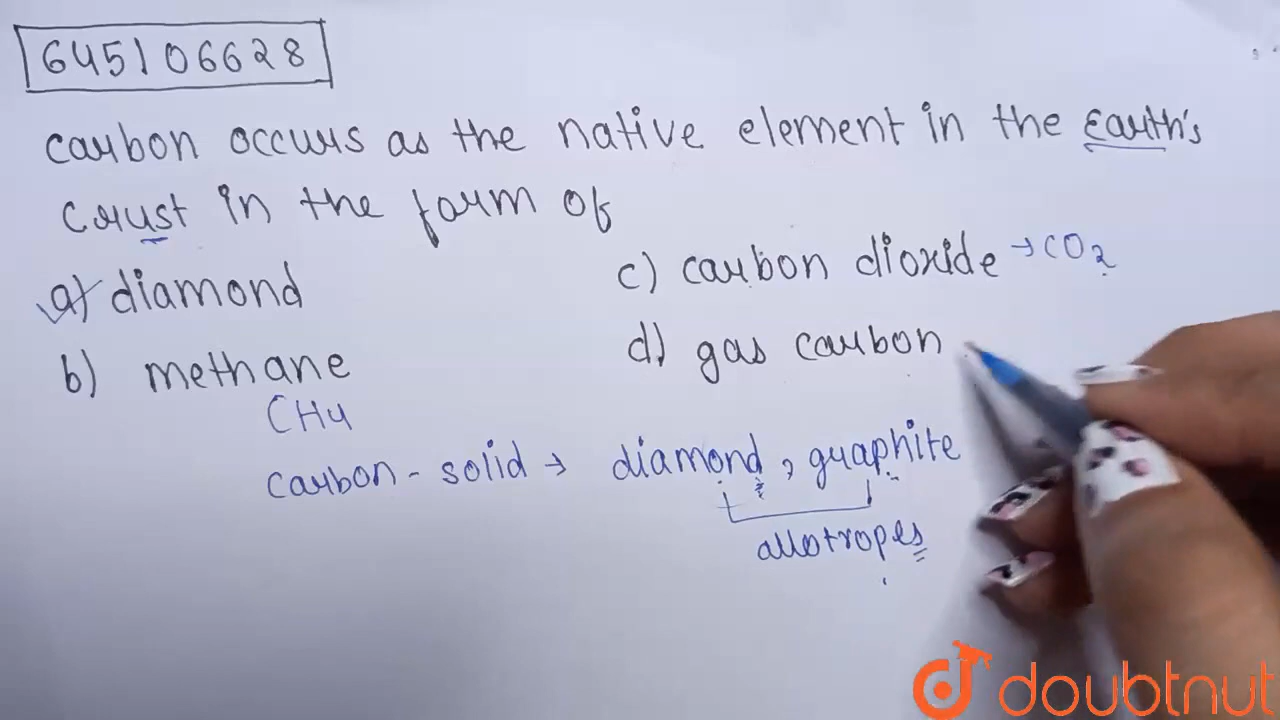 645106628
carbon occurs as the native element in the Earth's
Crust in the form of
a) diamond
b) methane
CH4
c) carbon dioxide → CO2
d) gas carbon
carbon - solid → diamond, graphite
allotropes
doubtnut